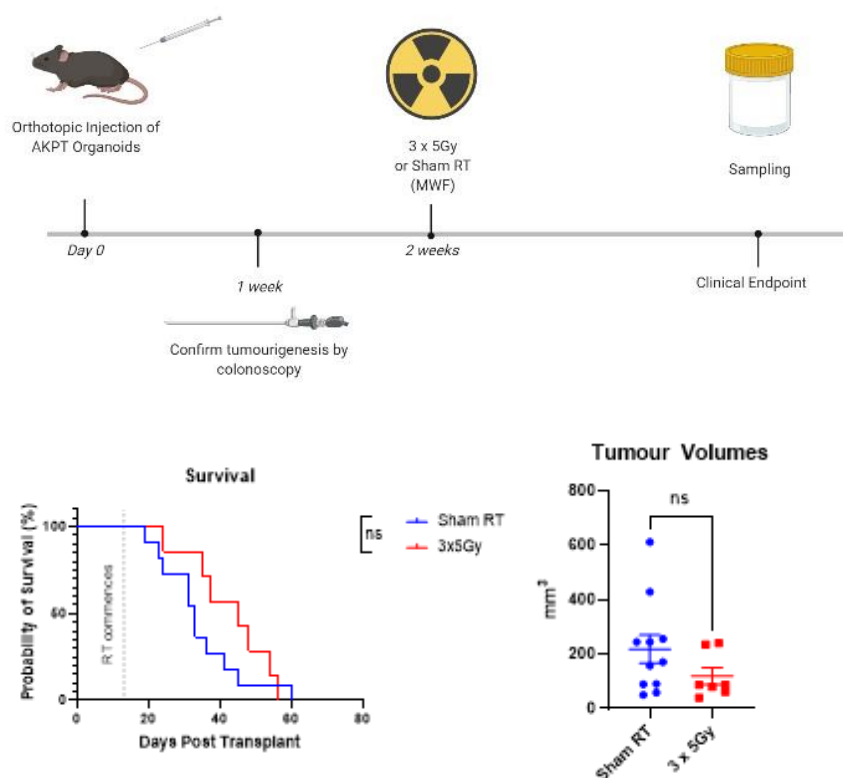 Orthotopic Injection of
AKPT Organoids
3 x 5Gy
or Sham RT
(MWF)
Sampling
Day 0
1 week
2 weeks
Clinical Endpoint
Confirm tumourigenesis by
colonoscopy
Survival
Probability of Survival (%)
100
50
0
RT commences
ns
Sham RT
3x5Gy
0 20 40 60 80
Days Post Transplant
Tumour Volumes
mm³
800
600
400
200
0
ns
Sham RT
3 x 5Gy